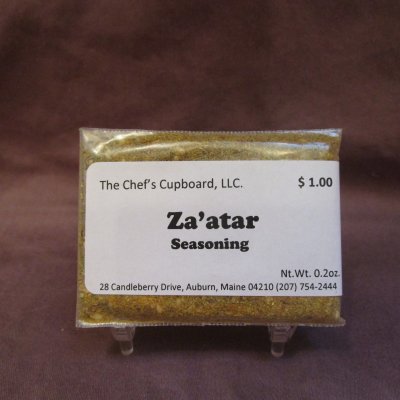 The Chef's Cupboard, LLC. $ 1.00
Za'atar
Seasoning
Nt.Wt. 0.2oz.
28 Candleberry Drive, Auburn, Maine 04210 (207) 754-2444